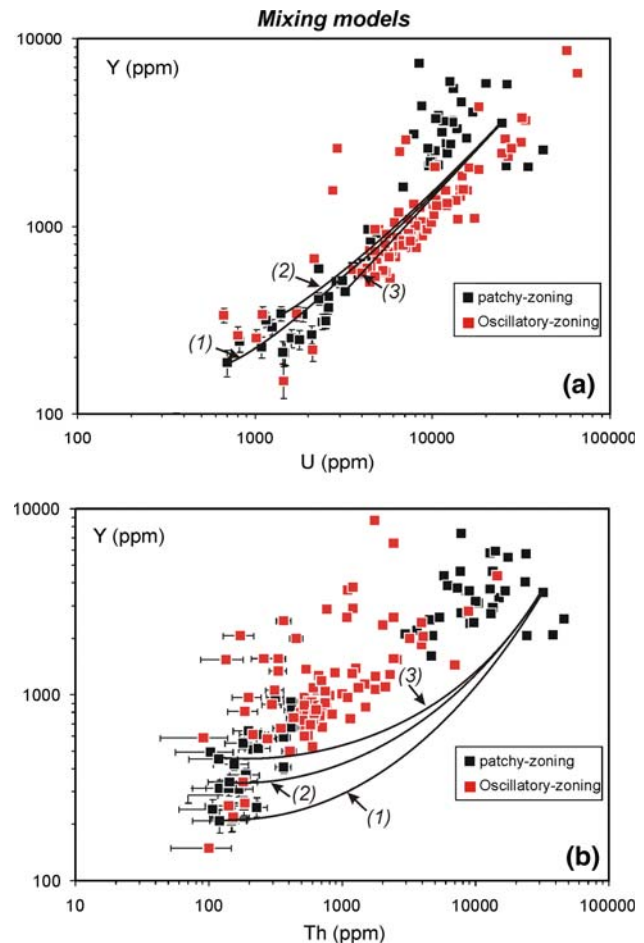 Mixing models
10000
Y (ppm)
1000
100
(2)
(1)
(3)
patchy-zoning
Oscillatory-zoning
(a)
100 1000 10000 100000
U (ppm)
10000
Y (ppm)
1000
100
(3)
(2)
(1)
patchy-zoning
Oscillatory-zoning
(b)
10 100 1000 10000 100000
Th (ppm)